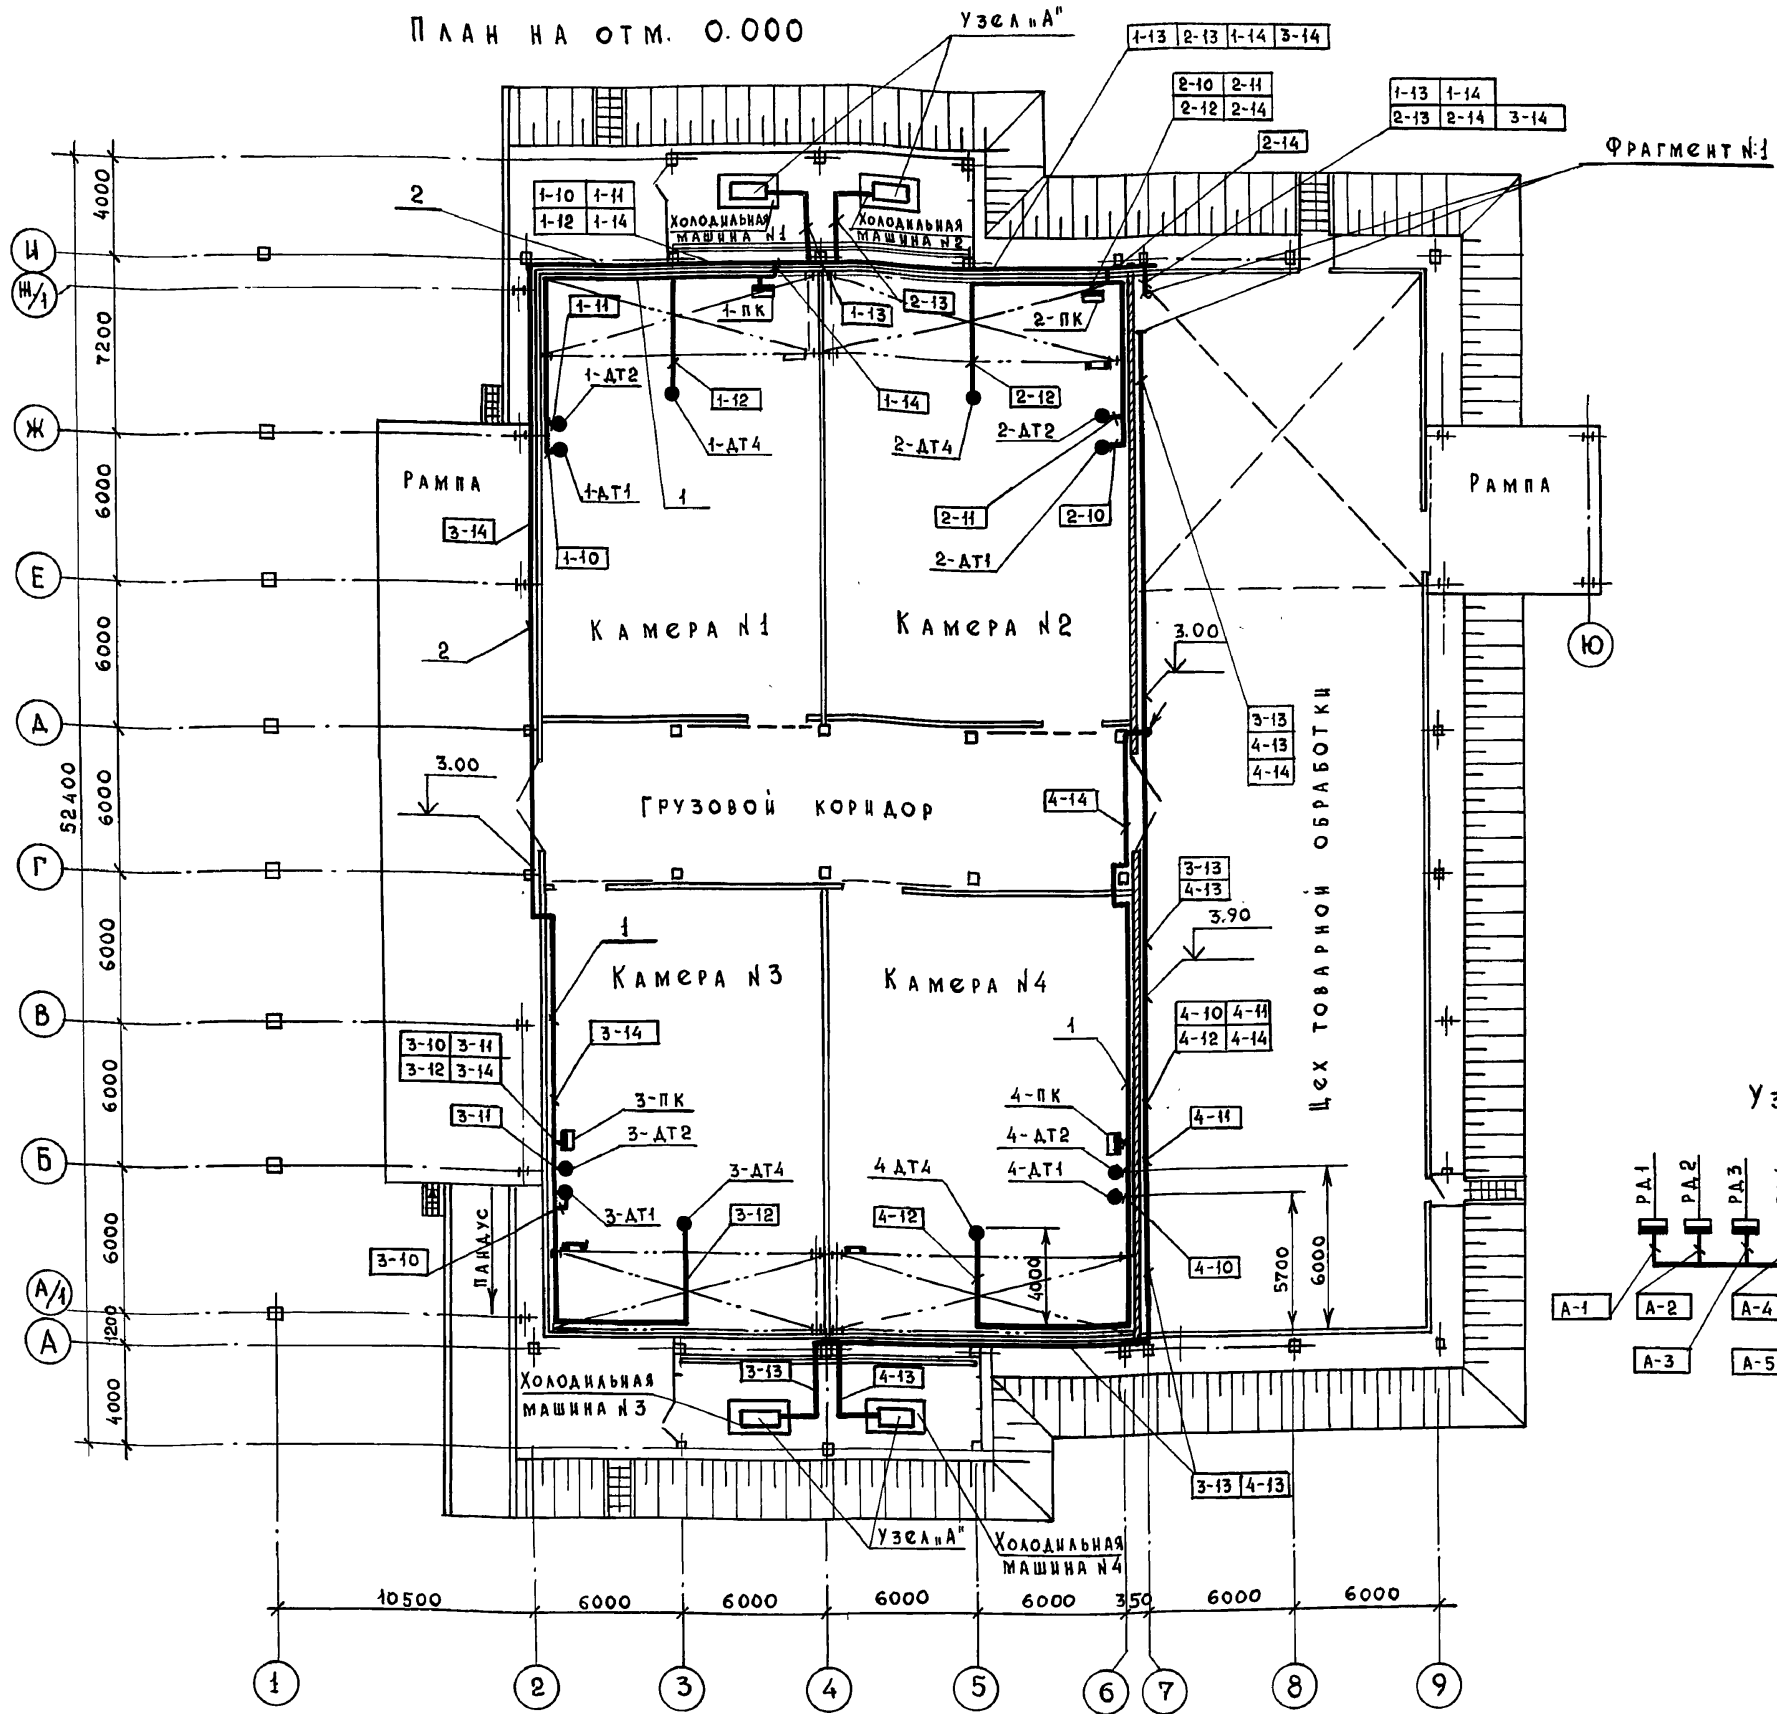 ПЛАН НА ОТМ. 0.000
УЗЕЛ „А"
1-13 2-13 1-14 3-14
2-10 2-11
2-12 2-14
1-13 1-14
2-13 2-14 3-14
2-14
ФРАГМЕНТ №1
4000
2
1-10 1-11
1-12 1-14
ХОЛОДИЛЬНАЯ
МАШИНА №1
ХОЛОДИЛЬНАЯ
МАШИНА №2
И
Ж/1
1-11
1-ПК
1-13
2-13
2-ПК
7200
1-ДТ2
1-12
1-14
2-12
Ж
1-ДТ4
2-ДТ4
2-ДТ2
РАМПА
1-ДТ1
1
РАМПА
6000
3-14
2-11
2-10
1-10
2-ДТ1
Е
КАМЕРА №1
КАМЕРА №2
3.00
Ю
6000
2
Д
3-13
4-13
4-14
52400
6000
3.00
ГРУЗОВОЙ КОРИДОР
4-14
ЦЕХ ТОВАРНОЙ ОБРАБОТКИ
Г
3-13
4-13
6000
1
3.90
КАМЕРА №3
КАМЕРА №4
В
3-10 3-11
3-12 3-14
3-14
1
4-10 4-11
4-12 4-14
6000
3-ПК
4-ПК
3-11
3-ДТ2
4-ДТ2
4-11
Б
3-ДТ4
4 ДТ4
4-ДТ1
РД1
РД2
РД3
3-ДТ1
3-12
4-12
6000
ПАНДУС
3-10
4000
4-10
5700
6000
А/1
А-1
А-2
А-4
1200
А
А-3
А-5
3-13
4-13
ХОЛОДИЛЬНАЯ
МАШИНА №3
4000
3-13 4-13
УЗЕЛ „А"
ХОЛОДИЛЬНАЯ
МАШИНА №4
10500 6000 6000 6000 6000 350 6000 6000
1 2 3 4 5 6 7 8 9